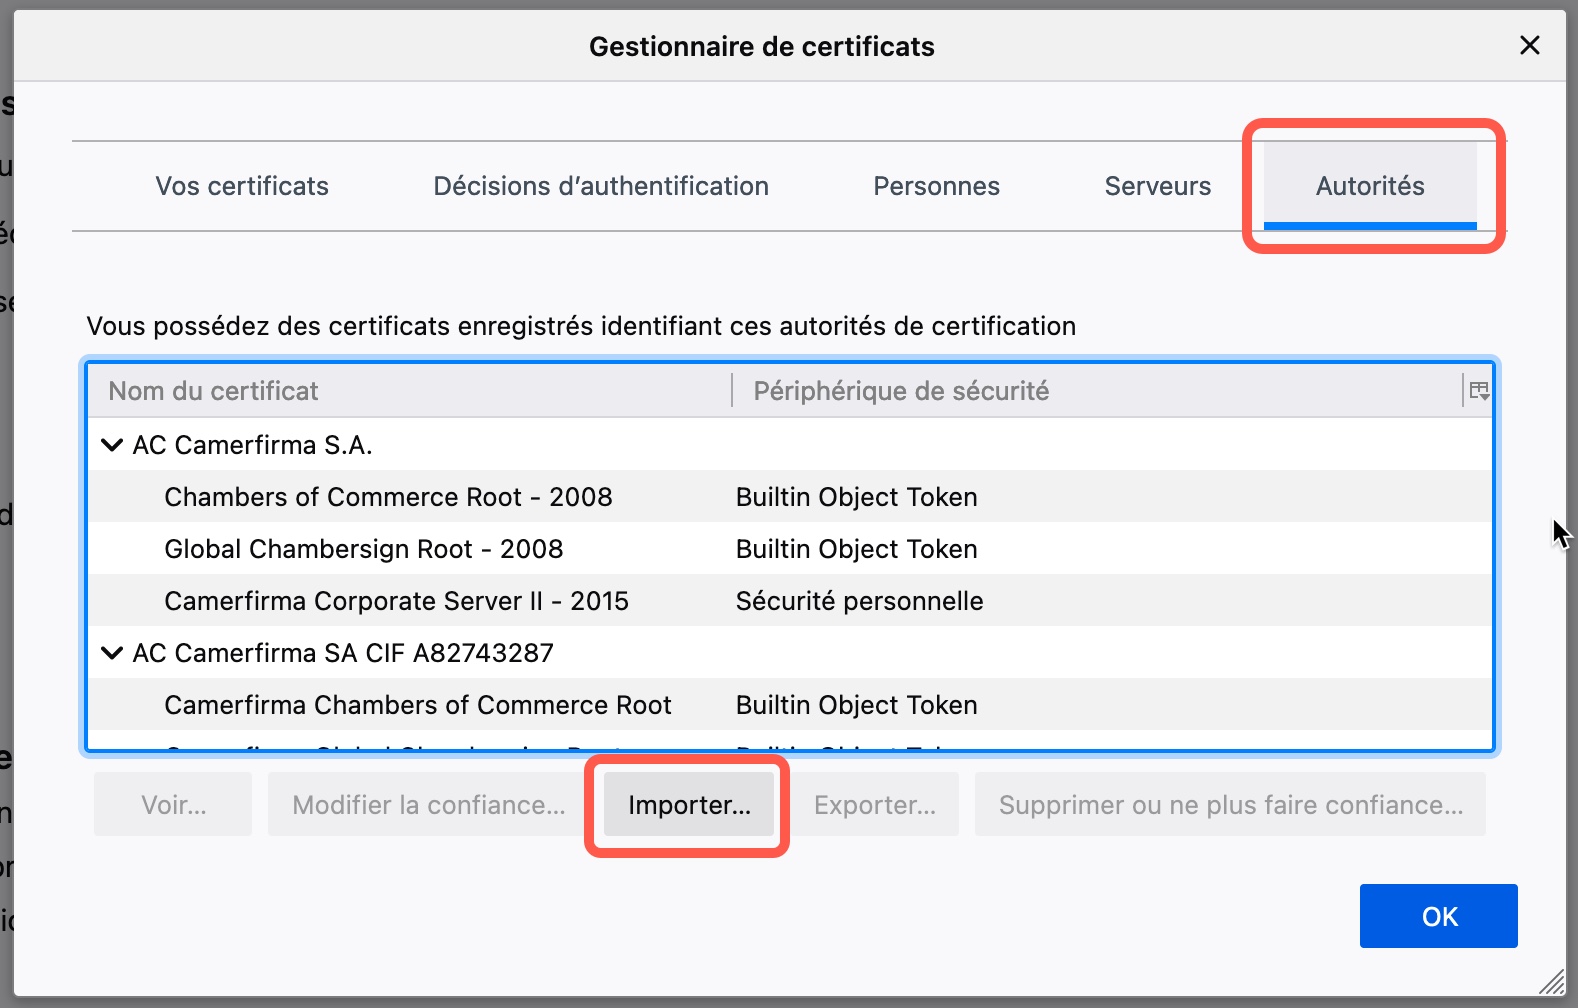 Gestionnaire de certificats
Vos certificats Décisions d’authentification Personnes Serveurs Autorités
Vous possédez des certificats enregistrés identifiant ces autorités de certification
Nom du certificat Périphérique de sécurité
AC Camerfirma S.A.
Chambers of Commerce Root - 2008 Builtin Object Token
Global Chambersign Root - 2008 Builtin Object Token
Camerfirma Corporate Server II - 2015 Sécurité personnelle
AC Camerfirma SA CIF A82743287
Camerfirma Chambers of Commerce Root Builtin Object Token
Voir... Modifier la confiance... Importer... Exporter... Supprimer ou ne plus faire confiance...
OK